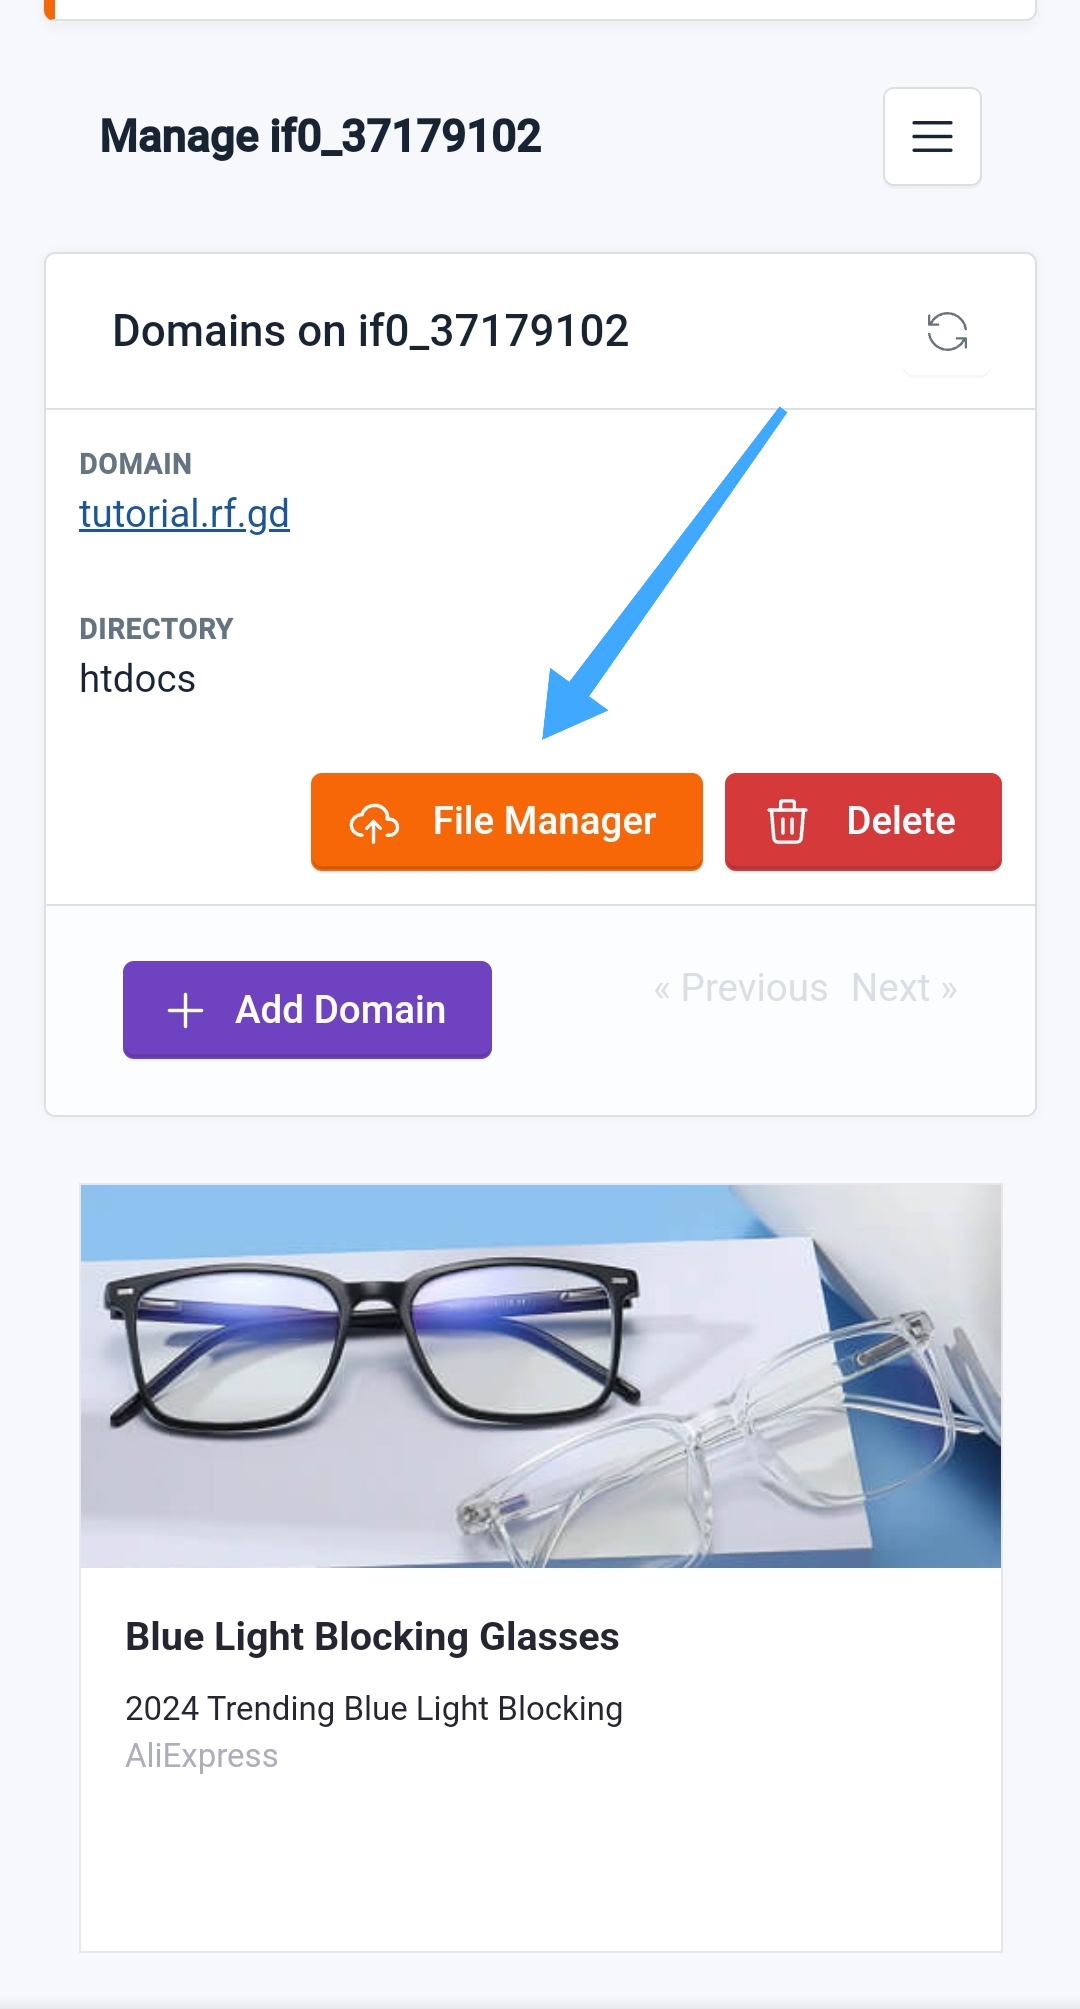 Manage if0_37179102
Domains on if0_37179102
DOMAIN
tutorial.rf.gd
DIRECTORY
htdocs
File Manager
Delete
Add Domain
« Previous Next »
Blue Light Blocking Glasses
2024 Trending Blue Light Blocking
AliExpress